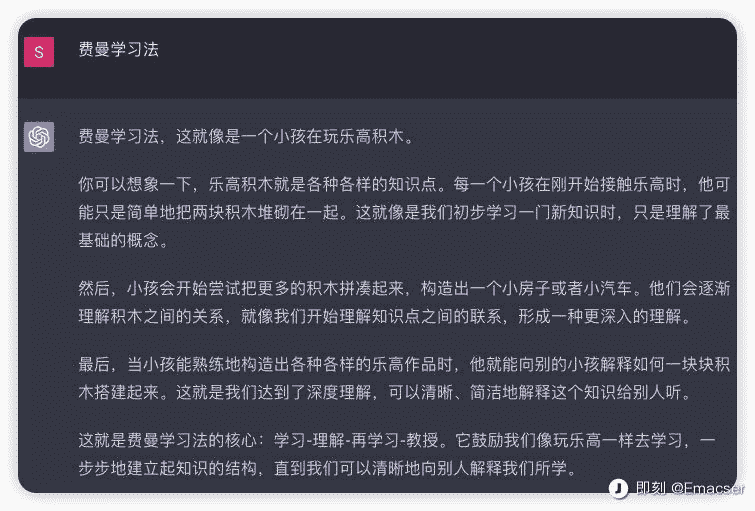 S
费曼学习法
费曼学习法，这就像是一个小孩在玩乐高积木。
你可以想象一下，乐高积木就是各种各样的知识点。每一个小孩在刚开始接触乐高时，他可
能只是简单地把两块积木堆砌在一起。这就像是我们初步学习一门新知识时，只是理解了最
基础的概念。
然后，小孩会开始尝试把更多的积木拼凑起来，构造出一个小房子或者小汽车。他们会逐渐
理解积木之间的关系，就像我们开始理解知识点之间的联系，形成一种更深入的理解。
最后，当小孩能熟练地构造出各种各样的乐高作品时，他就能向别的小孩解释如何一块块积
木搭建起来。这就是我们达到了深度理解，可以清晰、简洁地解释这个知识给别人听。
这就是费曼学习法的核心：学习-理解-再学习-教授。它鼓励我们像玩乐高一样去学习，一
步步地建立起知识的结构，直到我们可以清晰地向别人解释我们所学。
J 即刻 @Emacser